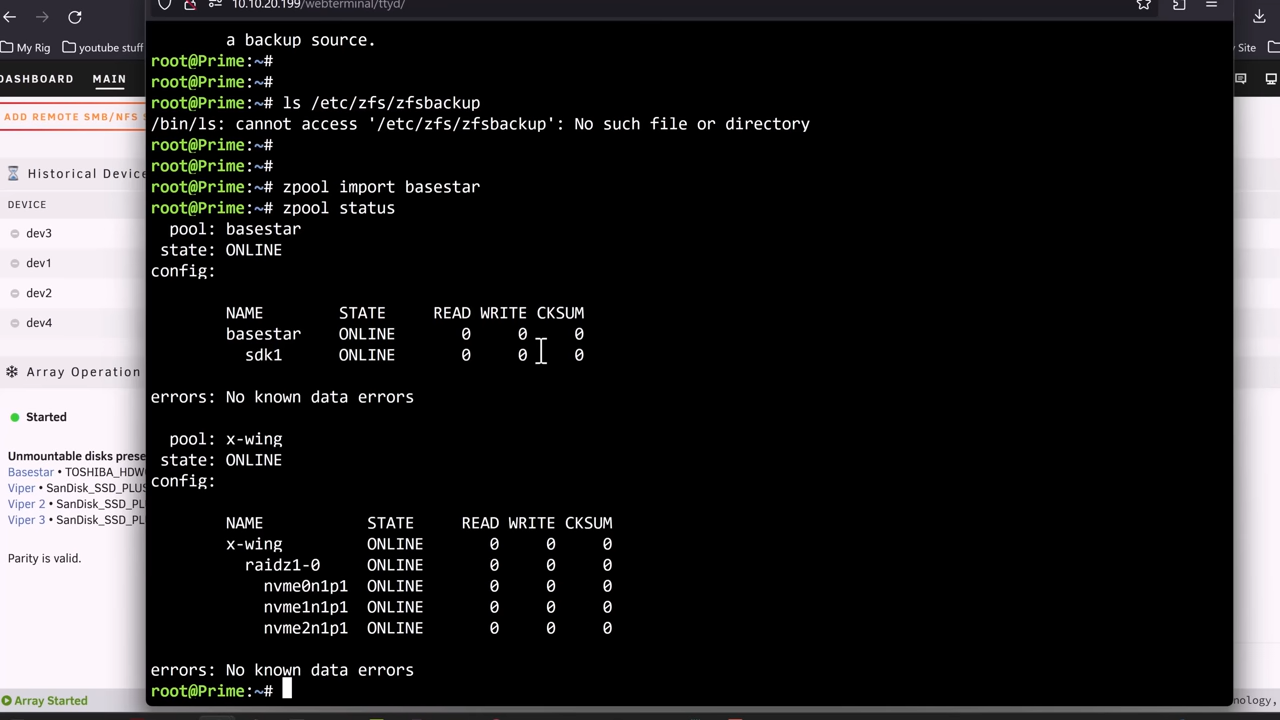 10.10.20.199/webterminal/ttyd/
My Rig
youtube stuff
Site
DASHBOARD
MAIN
ADD REMOTE SMB/NFS S
Historical Device
DEVICE
dev3
dev1
dev2
dev4
Array Operation
Started
Unmountable disks prese
Basestar • TOSHIBA_HDW
Viper • SanDisk_SSD_PLUS
Viper 2 • SanDisk_SSD_PL
Viper 3 • SanDisk_SSD_PL
Parity is valid.
Array Started
nology,
a backup source.
root@Prime:~#
root@Prime:~#
root@Prime:~# ls /etc/zfs/zfsbackup
/bin/ls: cannot access '/etc/zfs/zfsbackup': No such file or directory
root@Prime:~#
root@Prime:~#
root@Prime:~# zpool import basestar
root@Prime:~# zpool status
pool: basestar
state: ONLINE
config:
NAME STATE READ WRITE CKSUM
basestar ONLINE 0 0 0
sdk1 ONLINE 0 0 0
errors: No known data errors
pool: x-wing
state: ONLINE
config:
NAME STATE READ WRITE CKSUM
x-wing ONLINE 0 0 0
raidz1-0 ONLINE 0 0 0
nvme0n1p1 ONLINE 0 0 0
nvme1n1p1 ONLINE 0 0 0
nvme2n1p1 ONLINE 0 0 0
errors: No known data errors
root@Prime:~#